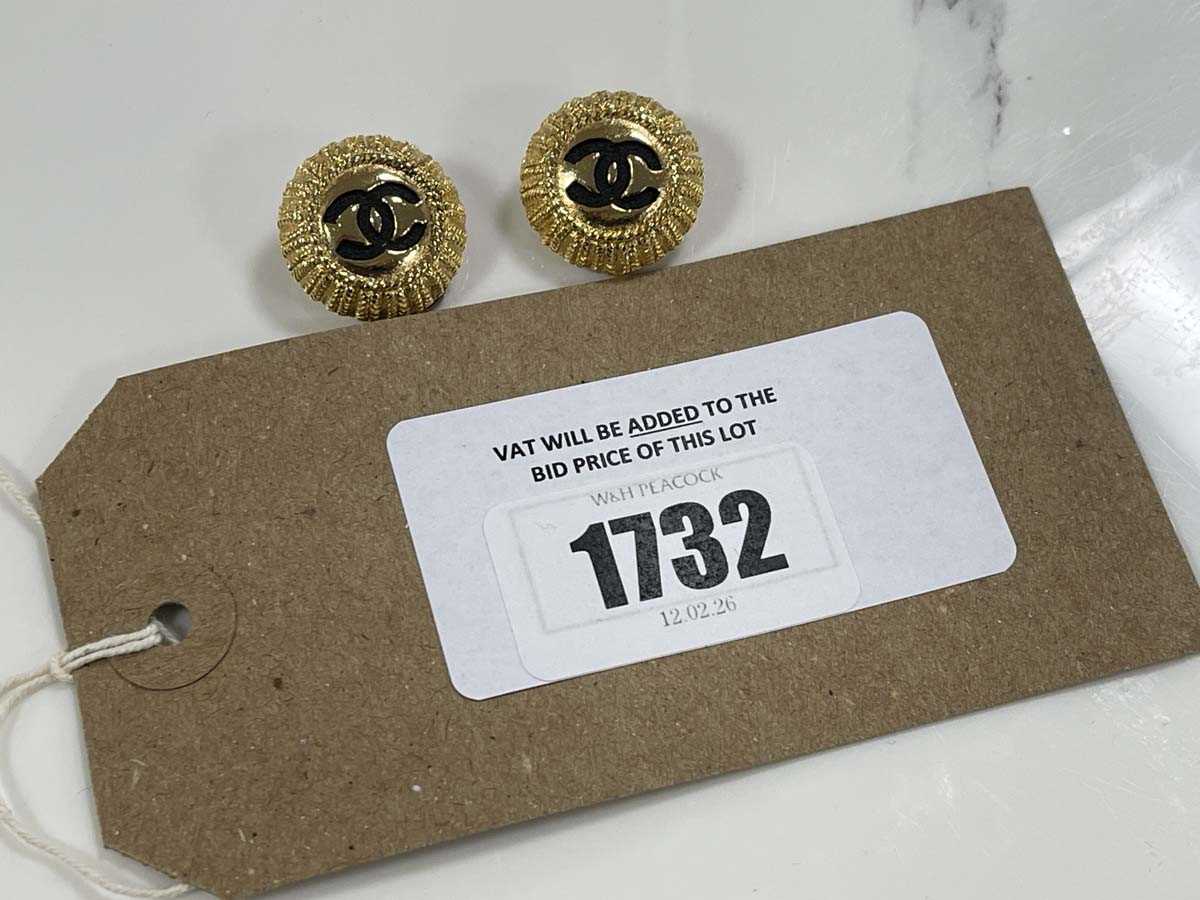 VAT WILL BE ADDED TO THE
BID PRICE OF THIS LOT
W&H PEACOCK
1732
12.02.26